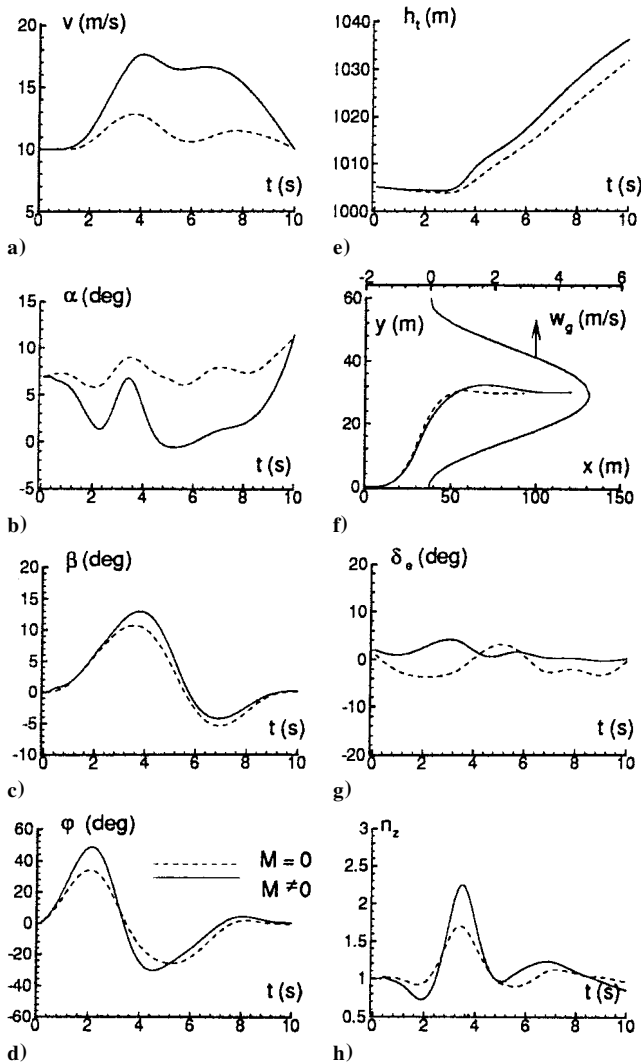 v (m/s)
20
15
10
5
0 2 4 6 8 10
t (s)
a)
h_t (m)
1040
1030
1020
1006
1000
0 2 4 6 8 10
t (s)
e)
α (deg)
15
10
5
0
-5
0 2 4 6 8 10
t (s)
b)
-2 0 2 4 6
60
40
20
0
y (m)
w_g (m/s)
x (m)
50 100 150
f)
β (deg)
20
15
10
5
0
-5
-10
0 2 4 6 8 10
t (s)
c)
δ_e (deg)
20
10
0
-10
-20
0 2 4 6 8 10
t (s)
g)
φ (deg)
60
40
20
0
-20
-40
-60
0 2 4 6 8 10
t (s)
M = 0
M ≠ 0
d)
n_z
3
2.5
2
1.5
1
0.5
0 2 4 6 8 10
t (s)
h)